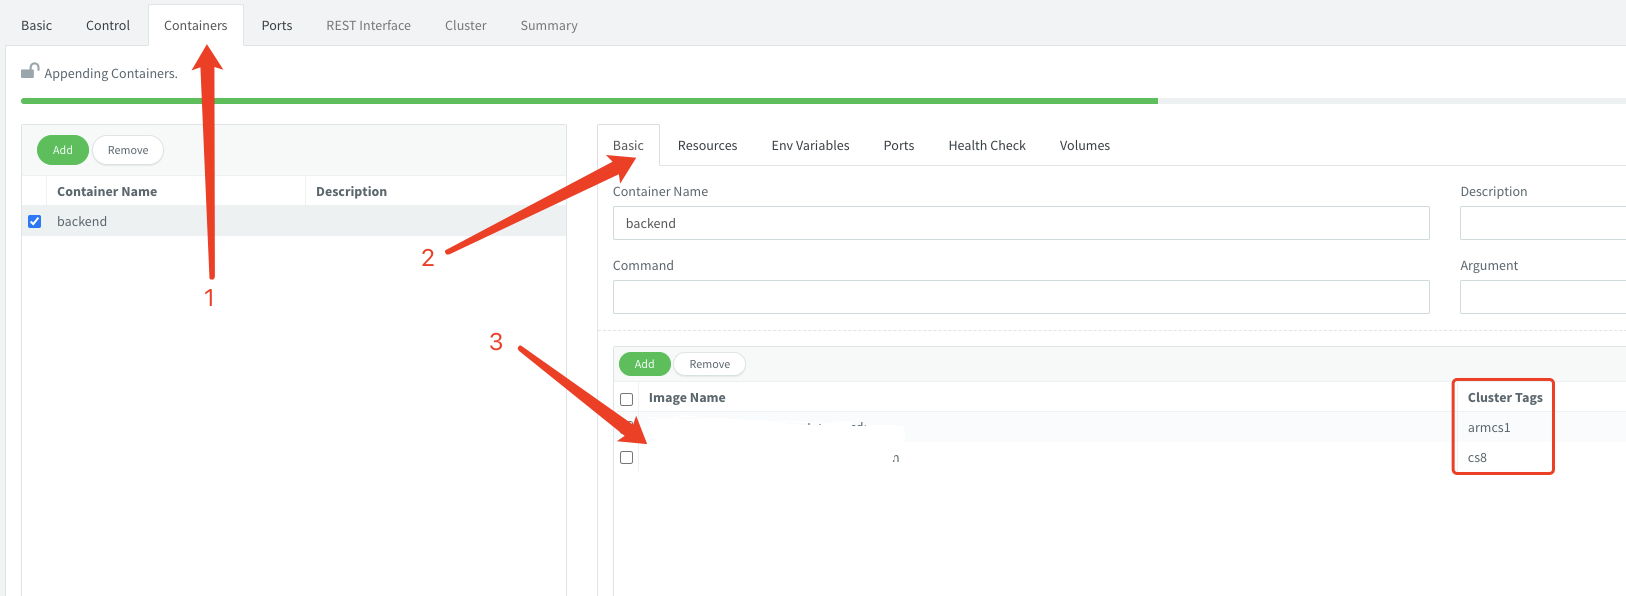 Basic Control Containers Ports REST Interface Cluster Summary
Appending Containers.
Add Remove
Container Name Description
backend
1
2
Basic Resources Env Variables Ports Health Check Volumes
Container Name Description
backend
Command Argument
3
Add Remove
Image Name Cluster Tags
armcs1
cs8